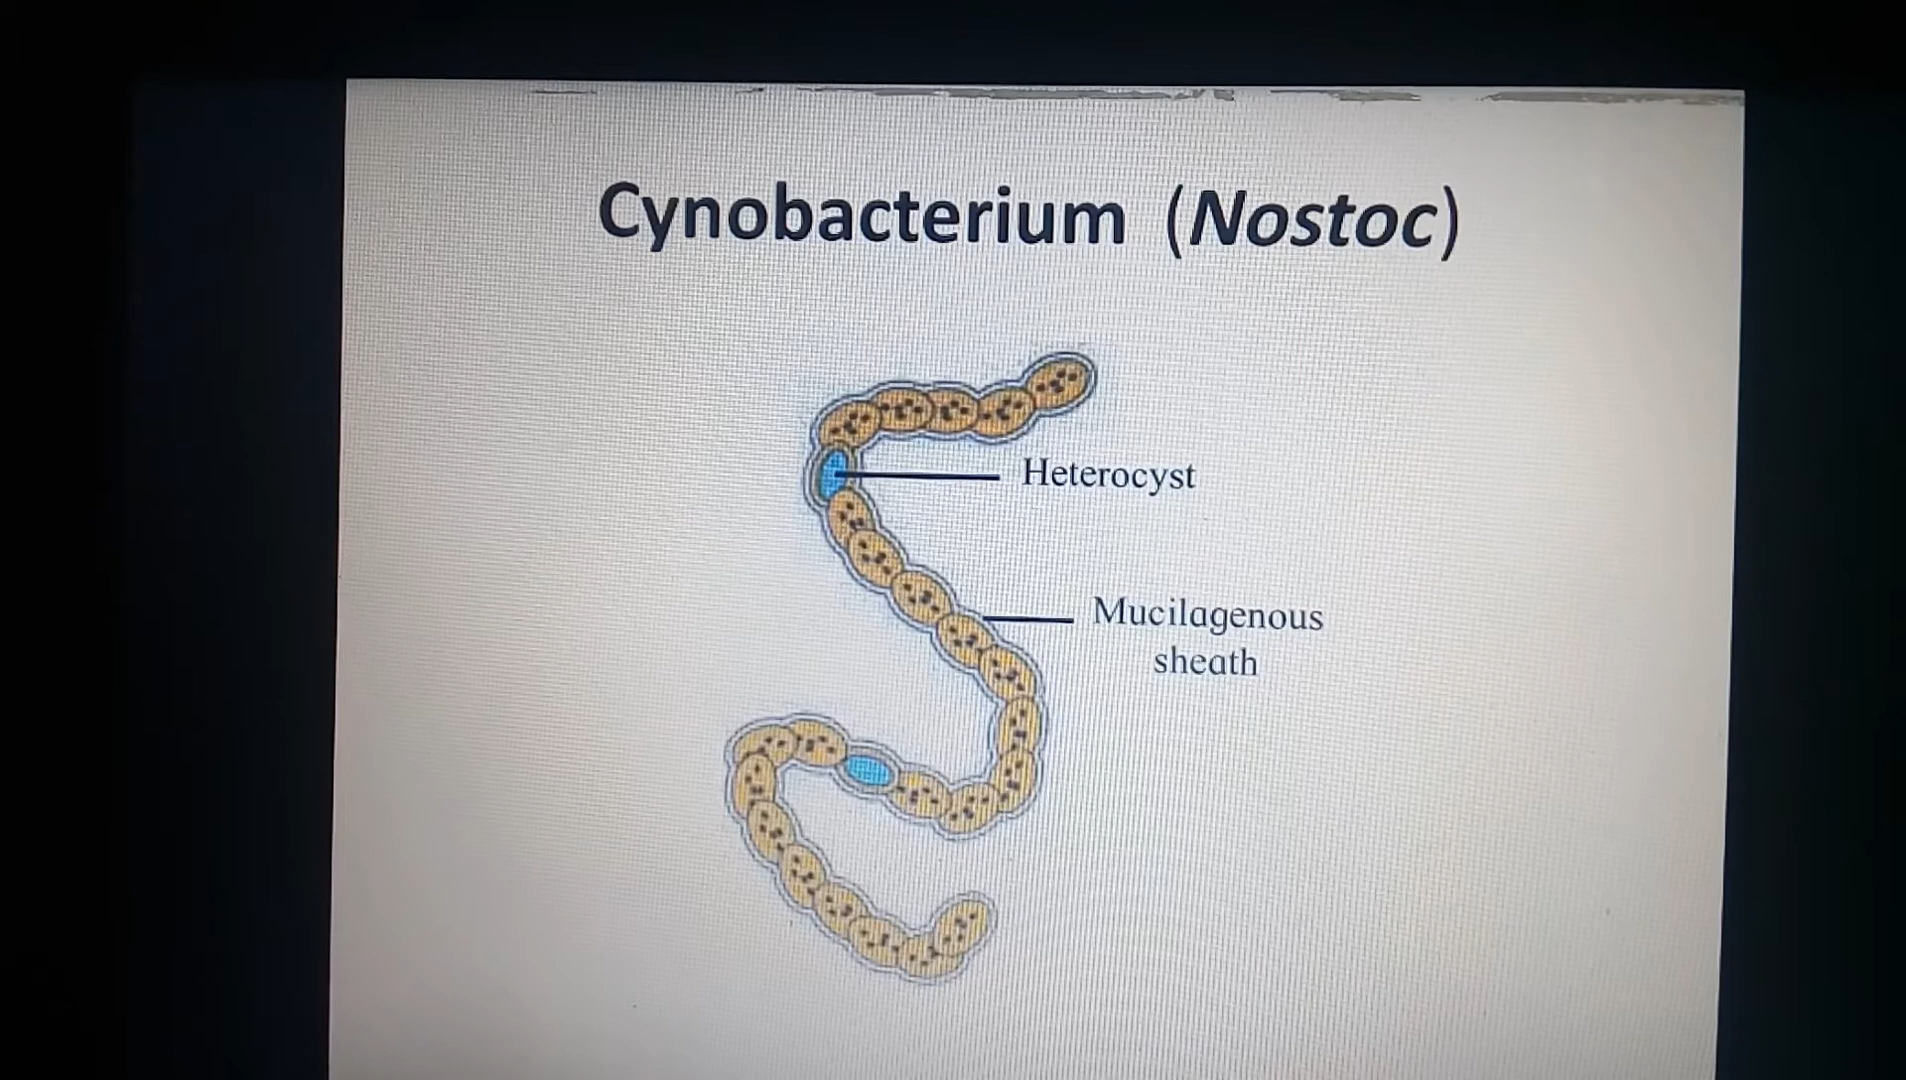 Cynobacterium (Nostoc)
Heterocyst
Mucilagenous
sheath